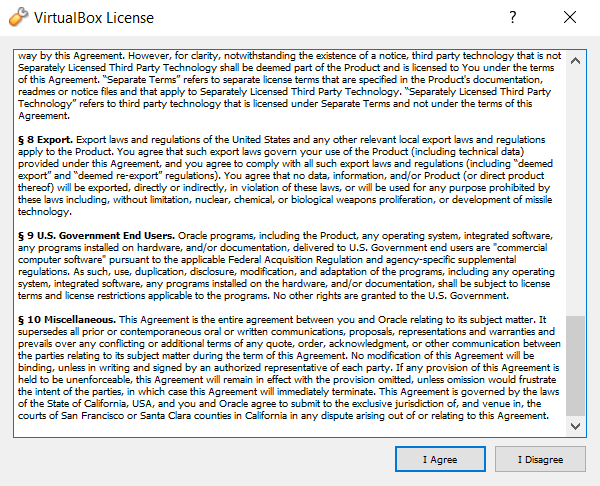 VirtualBox License
?
way by this Agreement. However, for clarity, notwithstanding the existence of a notice, third party technology that is not
Separately Licensed Third Party Technology shall be deemed part of the Product and is licensed to You under the terms
of this Agreement. “Separate Terms” refers to separate license terms that are specified in the Product's documentation,
readmes or notice files and that apply to Separately Licensed Third Party Technology. “Separately Licensed Third Party
Technology” refers to third party technology that is licensed under Separate Terms and not under the terms of this
Agreement.
§ 8 Export. Export laws and regulations of the United States and any other relevant local export laws and regulations
apply to the Product. You agree that such export laws govern your use of the Product (including technical data)
provided under this Agreement, and you agree to comply with all such export laws and regulations (including “deemed
export” and “deemed re-export” regulations). You agree that no data, information, and/or Product (or direct product
thereof) will be exported, directly or indirectly, in violation of these laws, or will be used for any purpose prohibited by
these laws including, without limitation, nuclear, chemical, or biological weapons proliferation, or development of missile
technology.
§ 9 U.S. Government End Users. Oracle programs, including the Product, any operating system, integrated software,
any programs installed on hardware, and/or documentation, delivered to U.S. Government end users are "commercial
computer software" pursuant to the applicable Federal Acquisition Regulation and agency-specific supplemental
regulations. As such, use, duplication, disclosure, modification, and adaptation of the programs, including any operating
system, integrated software, any programs installed on the hardware, and/or documentation, shall be subject to license
terms and license restrictions applicable to the programs. No other rights are granted to the U.S. Government.
§ 10 Miscellaneous. This Agreement is the entire agreement between you and Oracle relating to its subject matter. It
supersedes all prior or contemporaneous oral or written communications, proposals, representations and warranties and
prevails over any conflicting or additional terms of any quote, order, acknowledgment, or other communication between
the parties relating to its subject matter during the term of this Agreement. No modification of this Agreement will be
binding, unless in writing and signed by an authorized representative of each party. If any provision of this Agreement is
held to be unenforceable, this Agreement will remain in effect with the provision omitted, unless omission would frustrate
the intent of the parties, in which case this Agreement will immediately terminate. This Agreement is governed by the laws
of the State of California, USA, and you and Oracle agree to submit to the exclusive jurisdiction of, and venue in, the
courts of San Francisco or Santa Clara counties in California in any dispute arising out of or relating to this Agreement.
I Agree
I Disagree